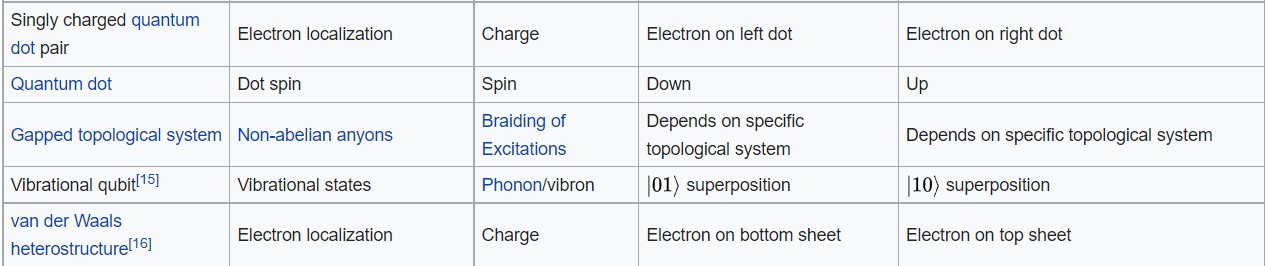 Singly charged quantum dot pair | Electron localization | Charge | Electron on left dot | Electron on right dot
Quantum dot | Dot spin | Spin | Down | Up
Gapped topological system | Non-abelian anyons | Braiding of Excitations | Depends on specific topological system | Depends on specific topological system
Vibrational qubit[15] | Vibrational states | Phonon/vibron | |01⟩ superposition | |10⟩ superposition
van der Waals heterostructure[16] | Electron localization | Charge | Electron on bottom sheet | Electron on top sheet